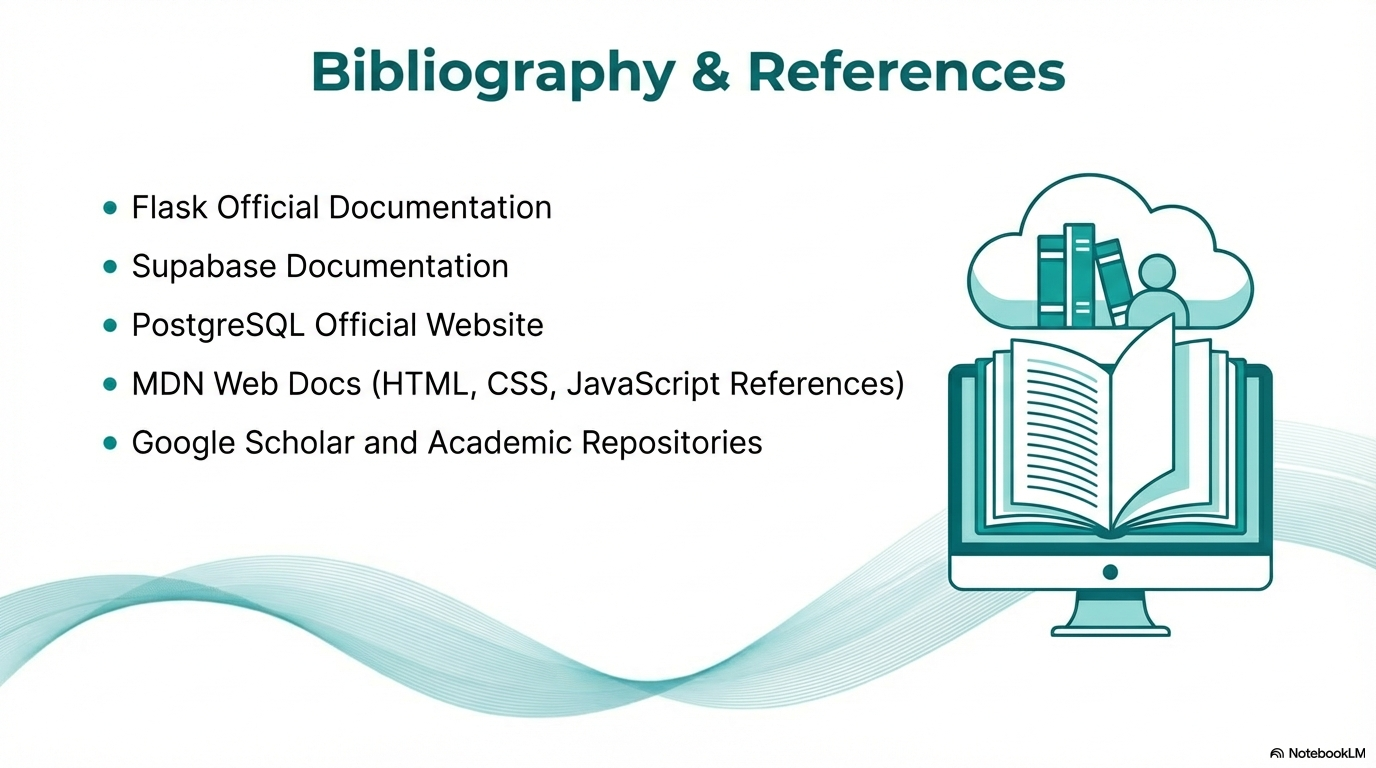 Bibliography & References
Flask Official Documentation
Supabase Documentation
PostgreSQL Official Website
MDN Web Docs (HTML, CSS, JavaScript References)
Google Scholar and Academic Repositories
NotebookLM